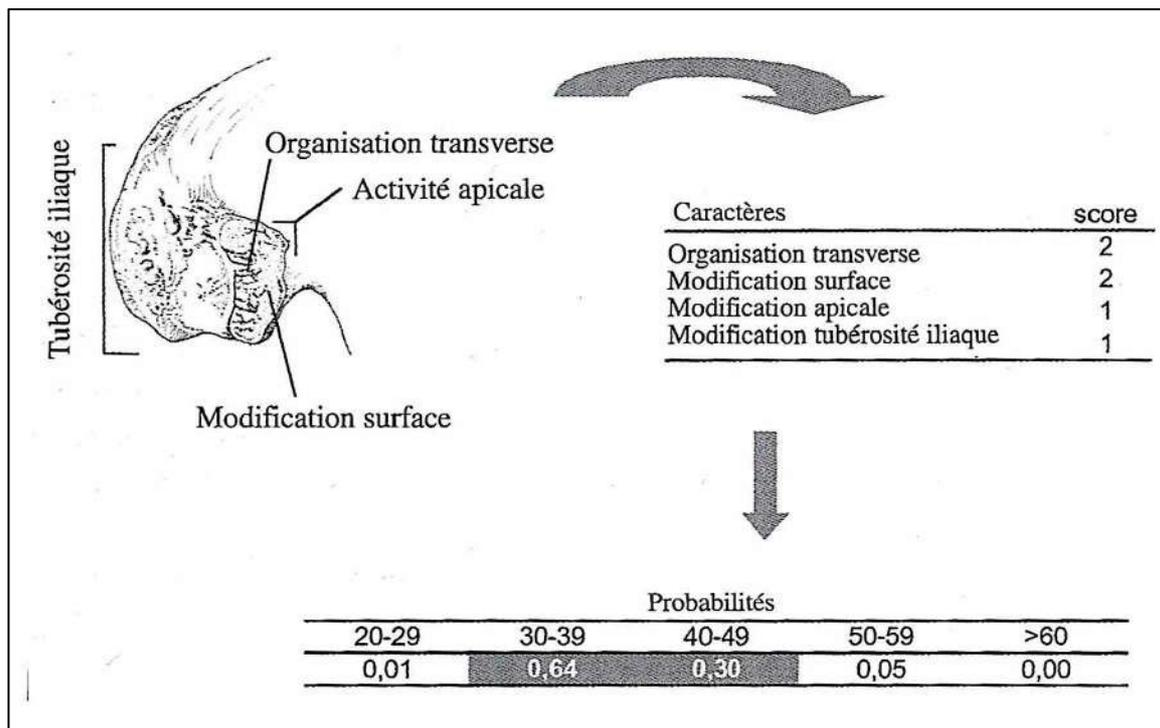 Tubérosité iliaque
Organisation transverse
Activité apicale
Modification surface
Caractères score
Organisation transverse 2
Modification surface 2
Modification apicale 1
Modification tubérosité iliaque 1
Probabilités
20-29 30-39 40-49 50-59 >60
0,01 0,64 0,30 0,05 0,00